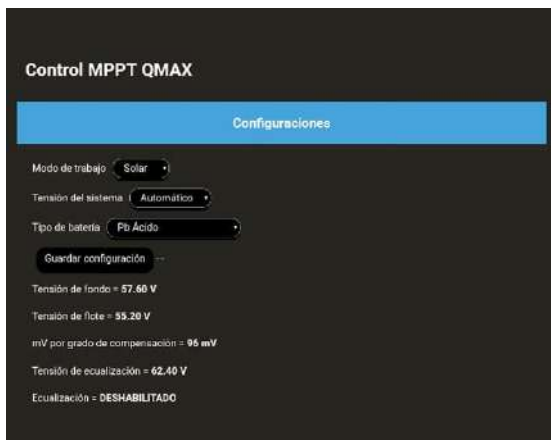 Control MPPT QMAX
Configuraciones
Modo de trabajo Solar
Tensión del sistema Automático
Tipo de batería Pb Ácido
Guardar configuración --
Tensión de fondo = 57.60 V
Tensión de flote = 55.20 V
mV por grado de compensación = 96 mV
Tensión de ecualización = 62.40 V
Ecualización = DESHABILITADO